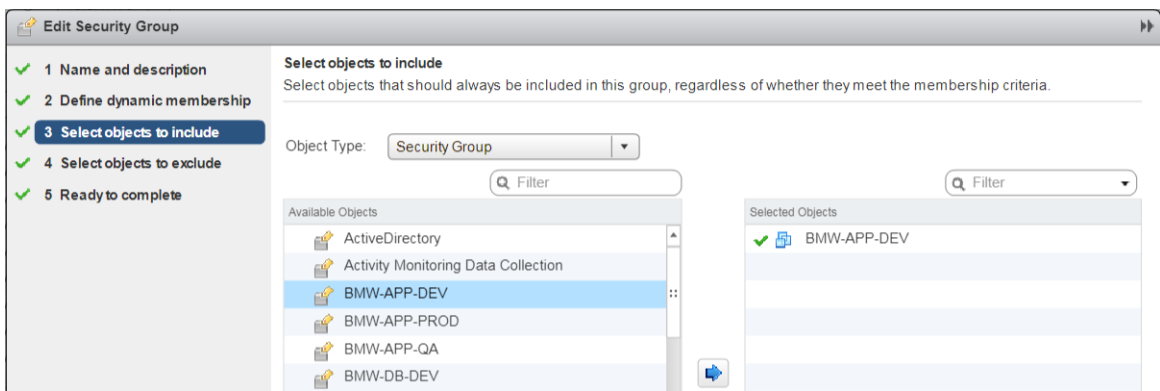 Edit Security Group
1 Name and description
2 Define dynamic membership
3 Select objects to include
4 Select objects to exclude
5 Ready to complete
Select objects to include
Select objects that should always be included in this group, regardless of whether they meet the membership criteria.
Object Type: Security Group
Filter
Available Objects
ActiveDirectory
Activity Monitoring Data Collection
BMW-APP-DEV
BMW-APP-PROD
BMW-APP-QA
BMW-DB-DEV
Filter
Selected Objects
BMW-APP-DEV